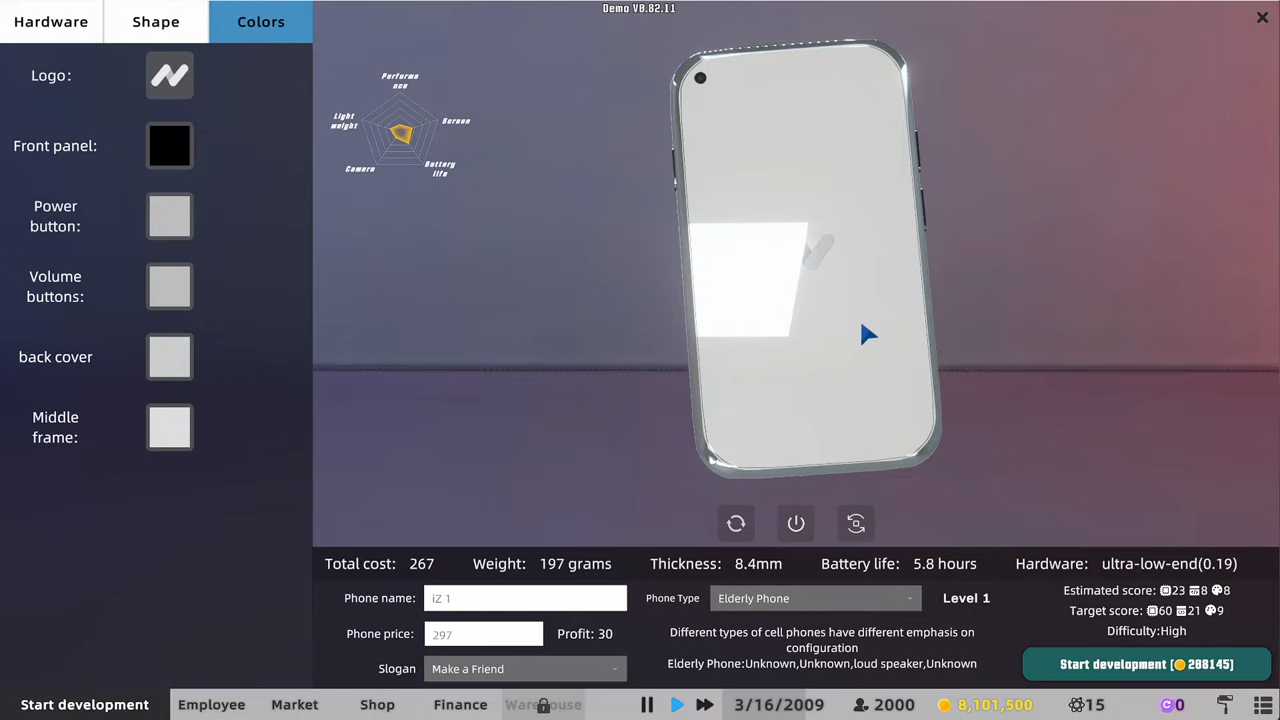 Demo V0.82.11
Hardware
Shape
Colors
Logo:
Front panel:
Power
button:
Volume
buttons:
back cover
Middle
frame:
Performa
nce
Light
weight
Screen
Camera
Battery
life
Total cost: 267
Weight: 197 grams
Thickness: 8.4mm
Battery life: 5.8 hours
Hardware: ultra-low-end(0.19)
Phone name: iZ 1
Phone Type Elderly Phone
Level 1
Phone price: 297
Profit: 30
Slogan Make a Friend
Different types of cell phones have different emphasis on
configuration
Elderly Phone:Unknown,Unknown,loud speaker,Unknown
Estimated score: 23 8 8
Target score: 60 21 9
Difficulty:High
Start development [208145]
Start development
Employee
Market
Shop
Finance
Warehouse
3/16/2009
2000
8,101,500
15
0